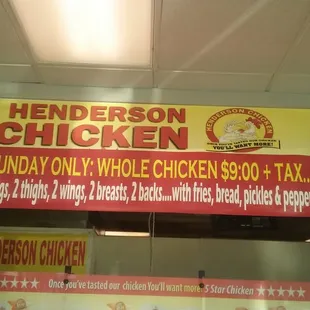 HENDERSON
CHICKEN
HENDERSON CHICKEN
YOU'LL WANT MORE!
UNDAY ONLY: WHOLE CHICKEN $9:00 + TAX...
gs, 2 thighs, 2 wings, 2 breasts, 2 backs....with fries, bread, pickles & peppe
DERSON CHICKEN
Once you've tasted our chicken You'll want more 5 Star Chicken